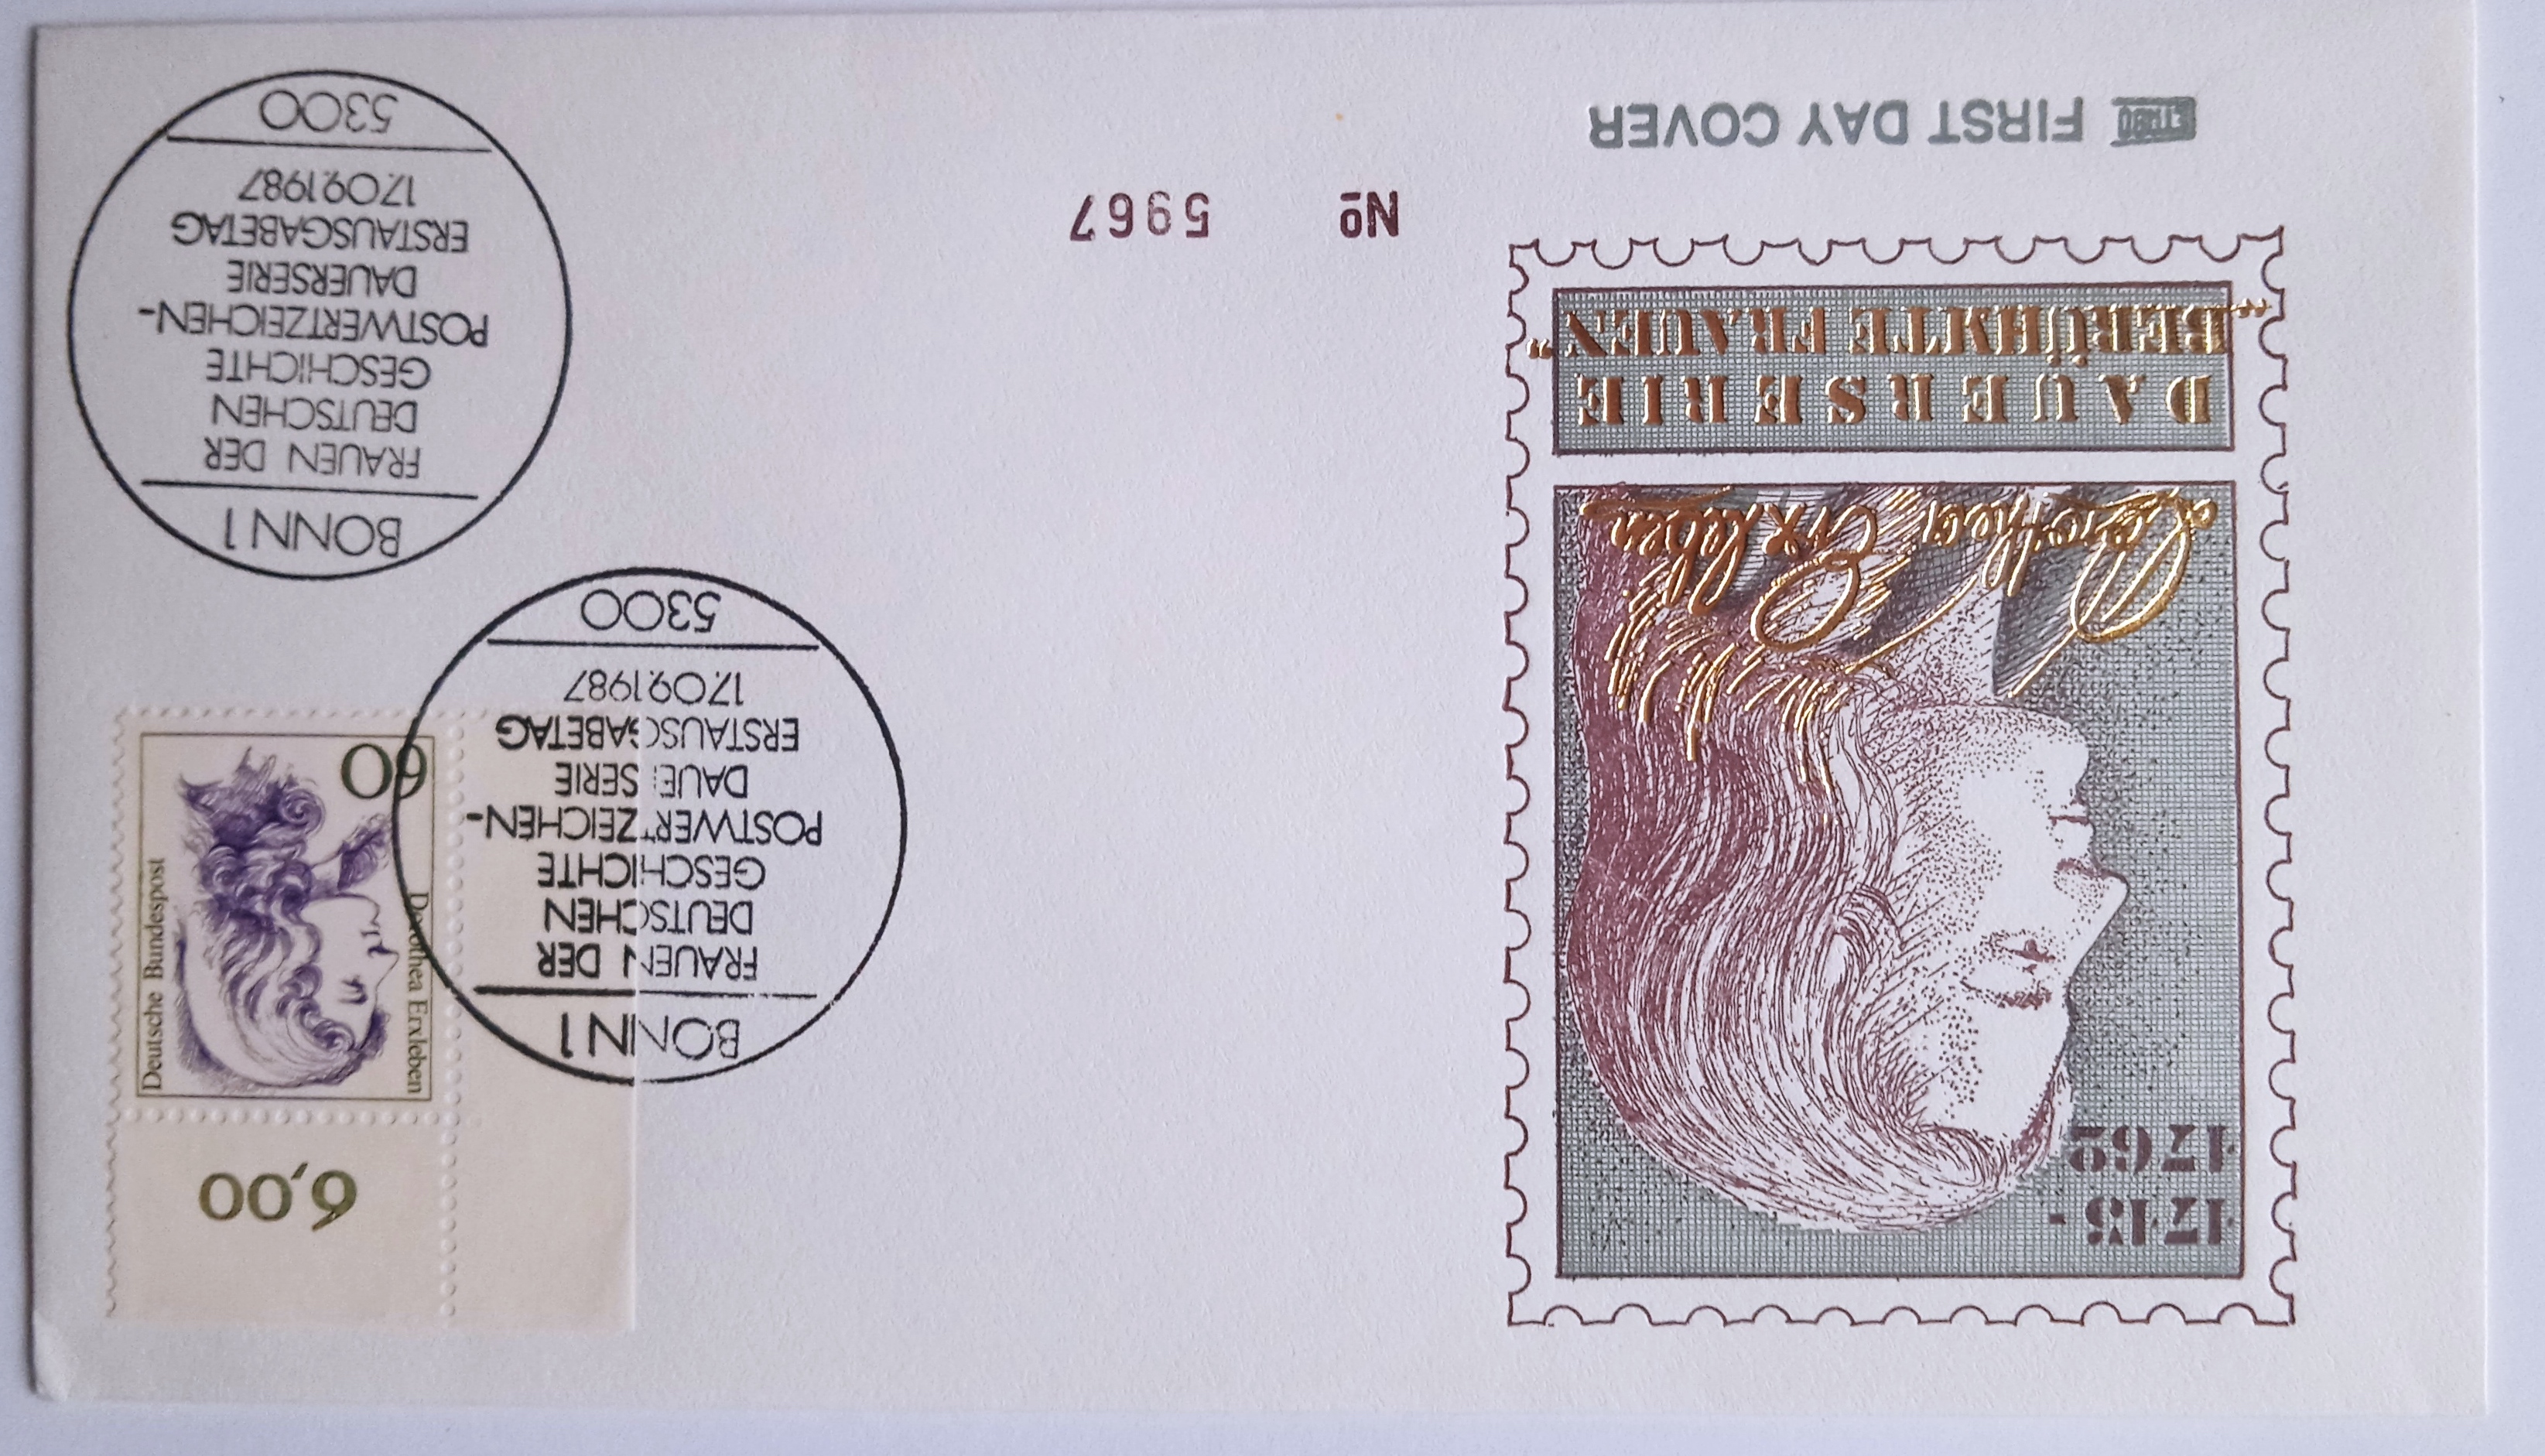 6,00
Deutsche Bundespost
Dorothea Erxleben
60
BONN 1
FRAUEN DER
DEUTSCHEN
GESCHICHTE
POSTWERTZEICHEN-
DAUERSERIE
ERSTAUSGABETAG
17.09.1987
5300
BONN 1
FRAUEN DER
DEUTSCHEN
GESCHICHTE
POSTWERTZEICHEN-
DAUERSERIE
ERSTAUSGABETAG
17.09.1987
5300
1715 -
1762
Dorothea Erxleben
DAUERSERIE
„BERÜHMTE FRAUEN“
№ 5967
FIRST DAY COVER